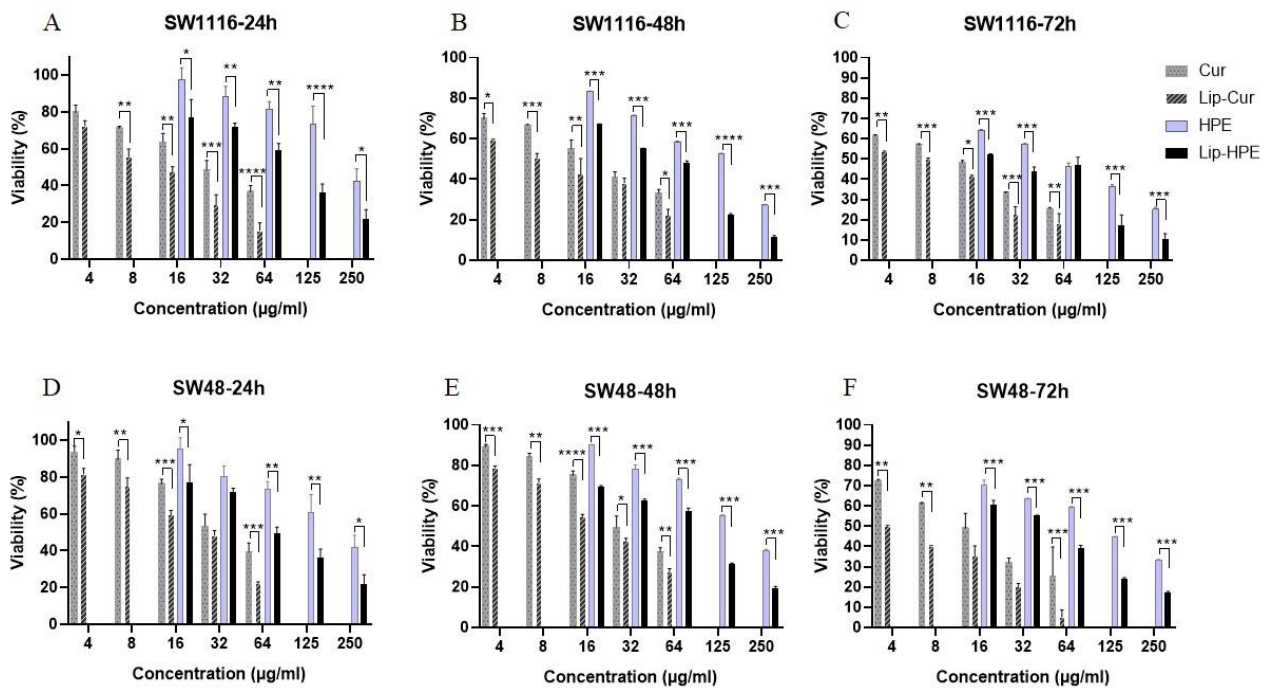 A
SW1116-24h
**
*
**
**
**
***
****
****
*
Viability (%)
100
80
60
40
20
0
4 8 16 32 64 125 250
Concentration (µg/ml)
B
SW1116-48h
*
***
**
***
***
*
***
****
***
Viability (%)
100
80
60
40
20
0
4 8 16 32 64 125 250
Concentration (µg/ml)
C
SW1116-72h
**
***
*
***
***
***
**
***
***
Viability (%)
100
90
80
70
60
50
40
30
20
10
0
4 8 16 32 64 125 250
Concentration (µg/ml)
Cur
Lip-Cur
HPE
Lip-HPE
D
SW48-24h
*
**
***
*
***
**
**
*
Viability (%)
100
80
60
40
20
0
4 8 16 32 64 125 250
Concentration (µg/ml)
E
SW48-48h
***
**
****
***
*
***
**
***
***
***
Viability (%)
100
80
60
40
20
0
4 8 16 32 64 125 250
Concentration (µg/ml)
F
SW48-72h
**
**
***
***
***
***
***
***
Viability (%)
100
90
80
70
60
50
40
30
20
10
0
4 8 16 32 64 125 250
Concentration (µg/ml)